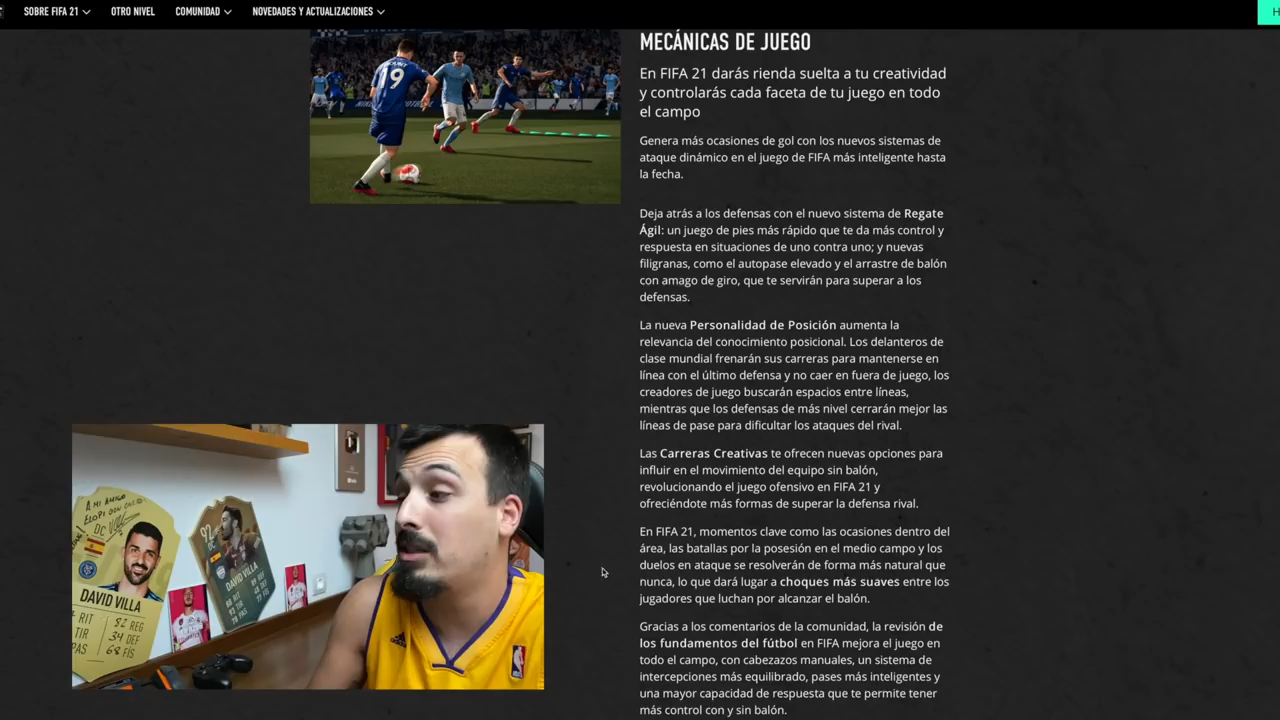 SOBRE FIFA 21
OTRO NIVEL
COMUNIDAD
NOVEDADES Y ACTUALIZACIONES
MECÁNICAS DE JUEGO
En FIFA 21 darás rienda suelta a tu creatividad
y controlarás cada faceta de tu juego en todo
el campo
Genera más ocasiones de gol con los nuevos sistemas de
ataque dinámico en el juego de FIFA más inteligente hasta
la fecha.
Deja atrás a los defensas con el nuevo sistema de Regate
Ágil: un juego de pies más rápido que te da más control y
respuesta en situaciones de uno contra uno; y nuevas
filigranas, como el autopase elevado y el arrastre de balón
con amago de giro, que te servirán para superar a los
defensas.
La nueva Personalidad de Posición aumenta la
relevancia del conocimiento posicional. Los delanteros de
clase mundial frenarán sus carreras para mantenerse en
línea con el último defensa y no caer en fuera de juego, los
creadores de juego buscarán espacios entre líneas,
mientras que los defensas de más nivel cerrarán mejor las
líneas de pase para dificultar los ataques del rival.
Las Carreras Creativas te ofrecen nuevas opciones para
influir en el movimiento del equipo sin balón,
revolucionando el juego ofensivo en FIFA 21 y
ofreciéndote más formas de superar la defensa rival.
En FIFA 21, momentos clave como las ocasiones dentro del
área, las batallas por la posesión en el medio campo y los
duelos en ataque se resolverán de forma más natural que
nunca, lo que dará lugar a choques más suaves entre los
jugadores que luchan por alcanzar el balón.
Gracias a los comentarios de la comunidad, la revisión de
los fundamentos del fútbol en FIFA mejora el juego en
todo el campo, con cabezazos manuales, un sistema de
intercepciones más equilibrado, pases más inteligentes y
una mayor capacidad de respuesta que te permite tener
más control con y sin balón.
19
A MI AMIGO
DAVID VILLA
RIT 82 REG
TIR 34 DEF
PAS 68 FÍS
92
DAVID VILLA
NBA